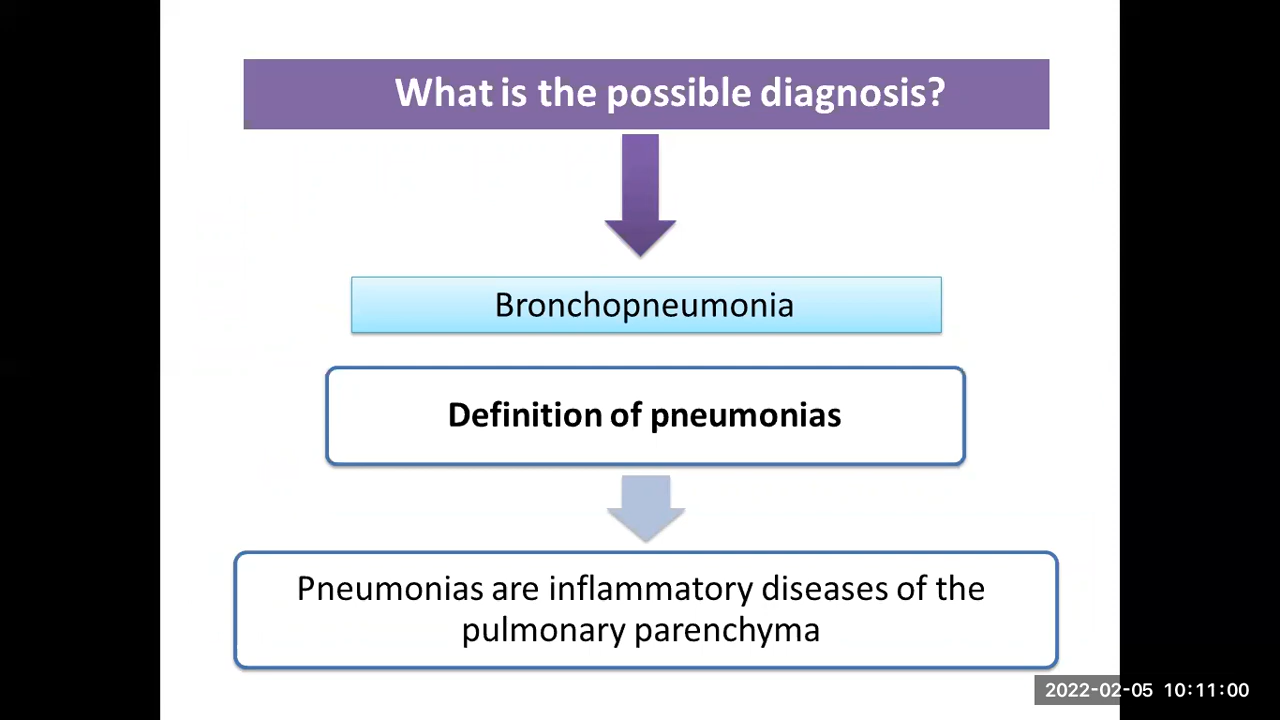 What is the possible diagnosis?
Bronchopneumonia
Definition of pneumonias
Pneumonias are inflammatory diseases of the
pulmonary parenchyma
2022-02-05 10:11:00